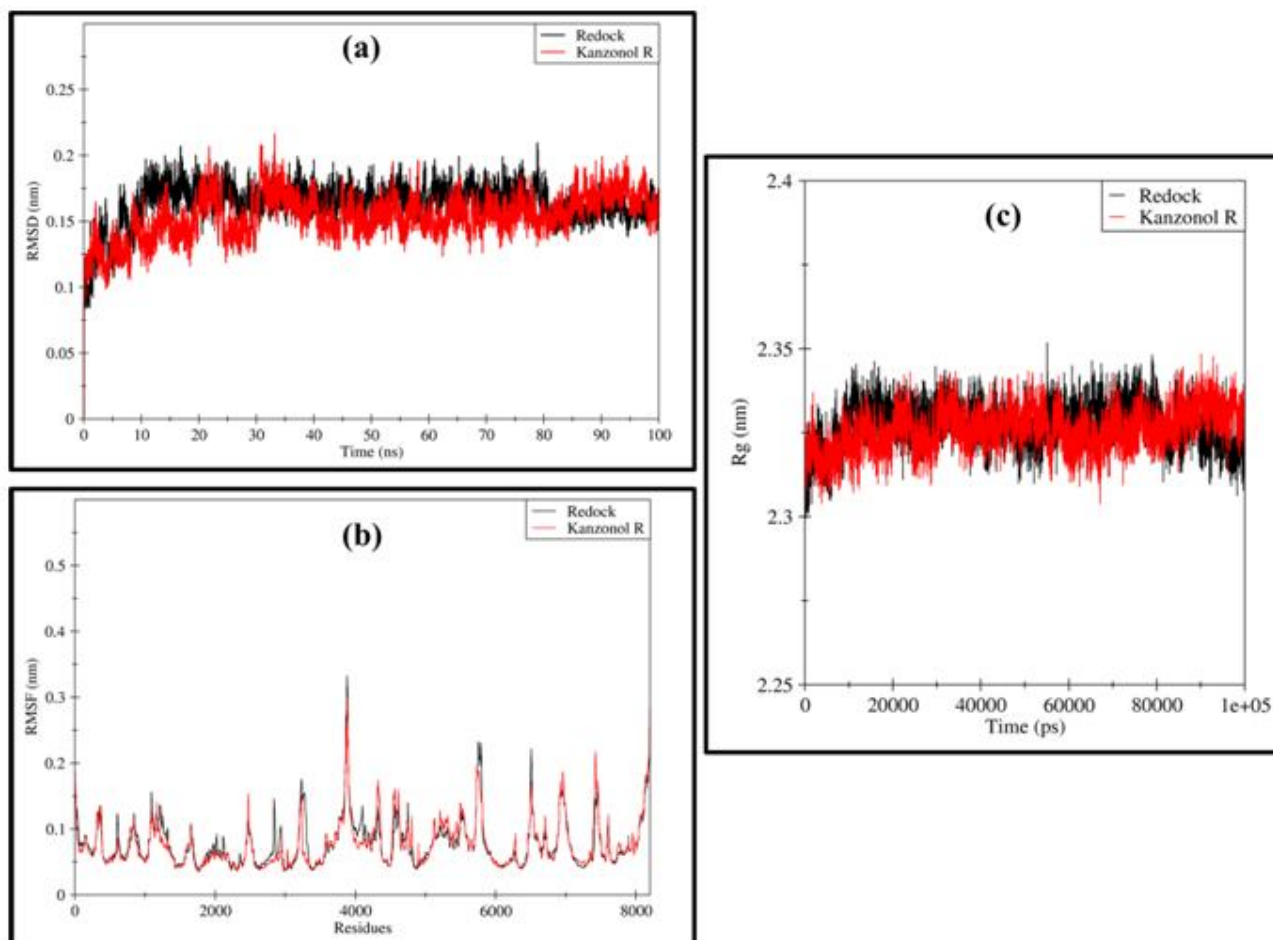 (a)
Redock
Kanzonol R
RMSD (nm)
0.25
0.2
0.15
0.1
0.05
0
0 10 20 30 40 50 60 70 80 90 100
Time (ns)
(b)
Redock
Kanzonol R
RMSF (nm)
0.5
0.4
0.3
0.2
0.1
0
0 2000 4000 6000 8000
Residues
(c)
Redock
Kanzonol R
Rg (nm)
2.4
2.35
2.3
2.25
0 20000 40000 60000 80000 1e+05
Time (ps)